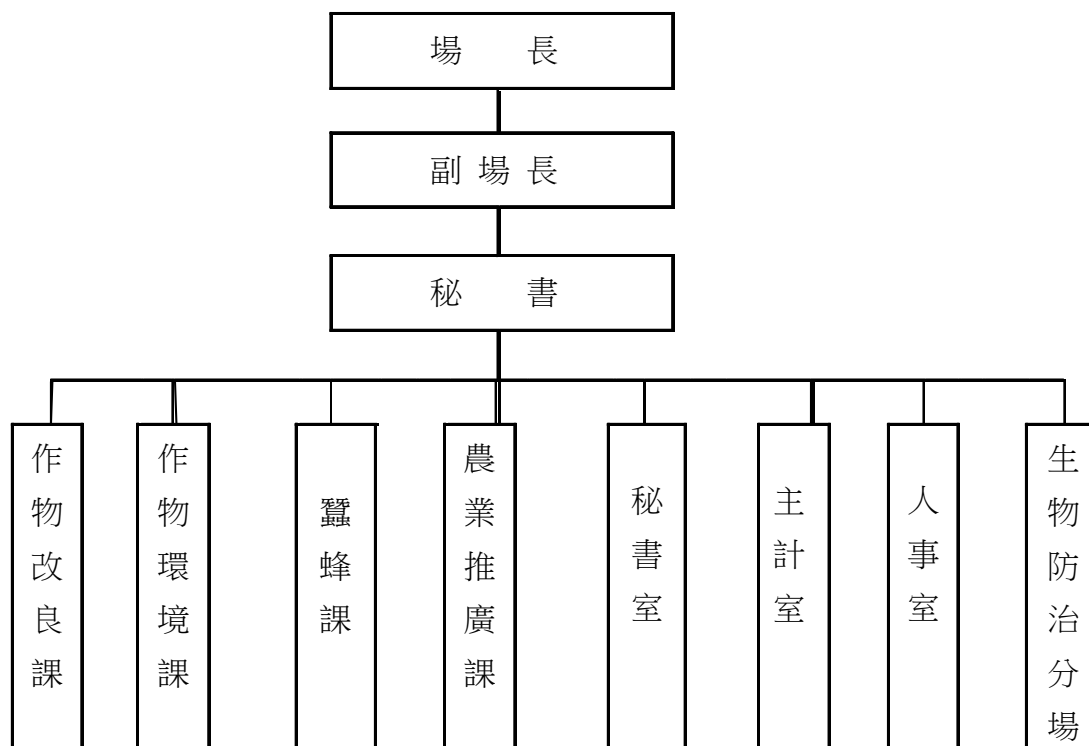 場 長
副場長
秘 書
作物改良課
作物環境課
蠶蜂課
農業推廣課
秘書室
主計室
人事室
生物防治分場